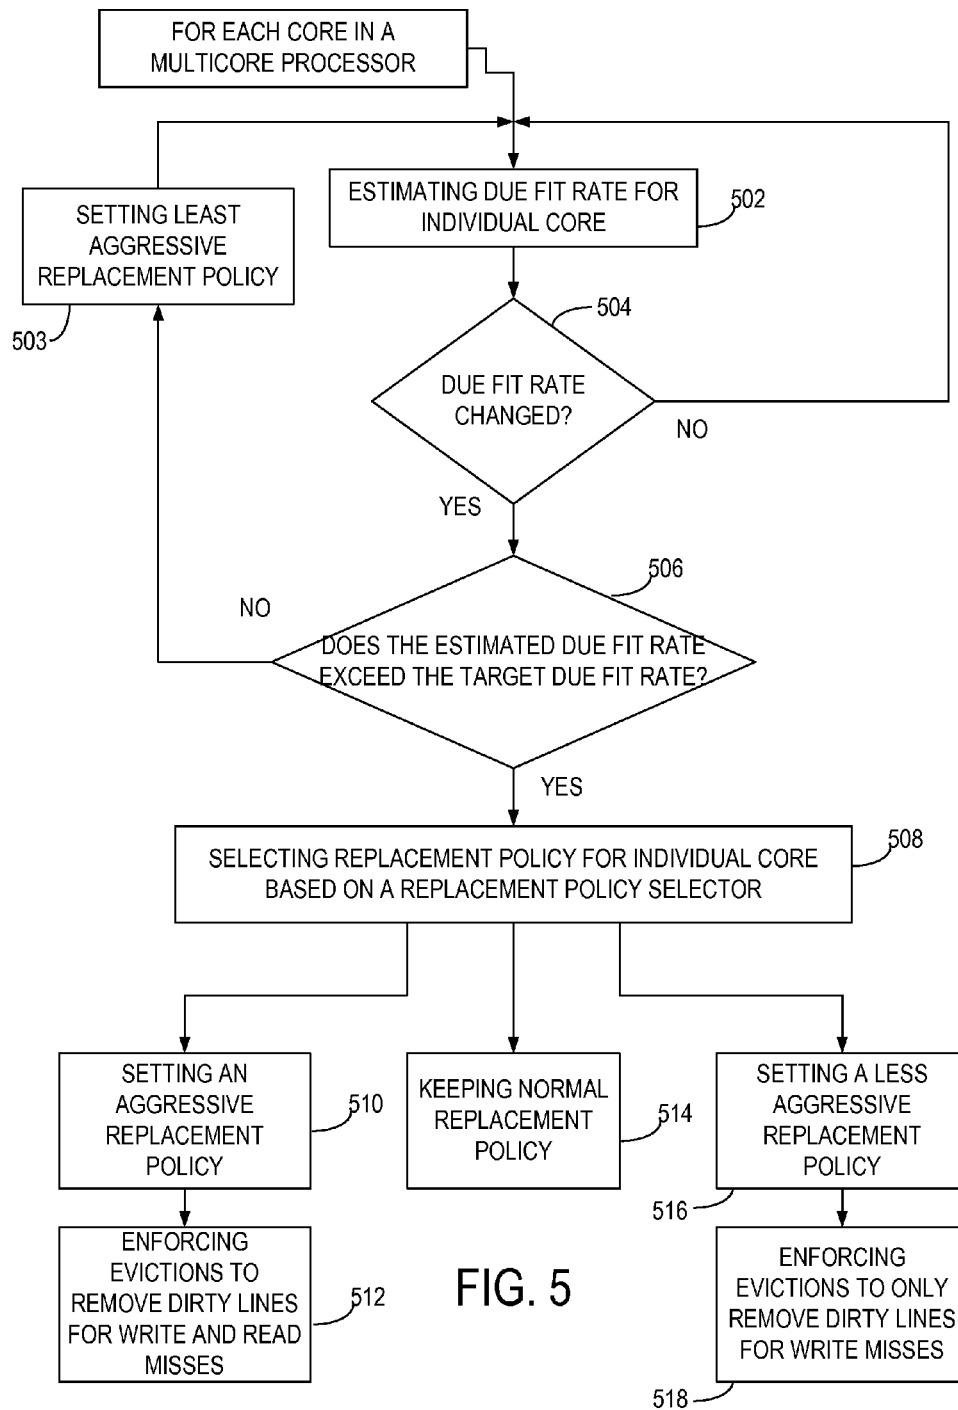 FOR EACH CORE IN A
MULTICORE PROCESSOR
ESTIMATING DUE FIT RATE FOR
INDIVIDUAL CORE
502
SETTING LEAST
AGGRESSIVE
REPLACEMENT POLICY
503
504
DUE FIT RATE
CHANGED?
NO
YES
506
NO
DOES THE ESTIMATED DUE FIT RATE
EXCEED THE TARGET DUE FIT RATE?
YES
SELECTING REPLACEMENT POLICY FOR INDIVIDUAL CORE
BASED ON A REPLACEMENT POLICY SELECTOR
508
SETTING AN
AGGRESSIVE
REPLACEMENT
POLICY
510
KEEPING NORMAL
REPLACEMENT
POLICY
514
SETTING A LESS
AGGRESSIVE
REPLACEMENT
POLICY
516
ENFORCING
EVICTIONS TO
REMOVE DIRTY LINES
FOR WRITE AND READ
MISSES
512
FIG. 5
ENFORCING
EVICTIONS TO ONLY
REMOVE DIRTY LINES
FOR WRITE MISSES
518